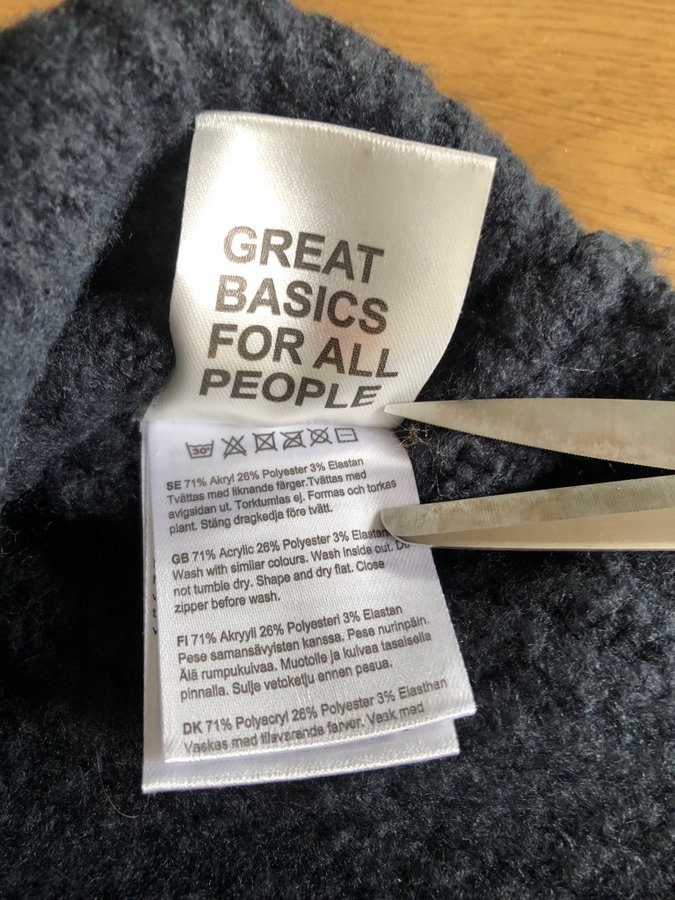 GREAT
BASICS
FOR ALL
PEOPLE
30°
SE 71% Akryl 26% Polyester 3% Elastan
Tvättas med liknande färger.Tvättas med
avigsidan ut. Torktumlas ej. Formas och torkas
plant. Stäng dragkedja före tvätt.
GB 71% Acrylic 26% Polyester 3% Elastan
Wash with similar colours. Wash inside out. Do
not tumble dry. Shape and dry flat. Close
zipper before wash.
FI 71% Akryyli 26% Polyesteri 3% Elastan
Pese samansävyisten kanssa. Pese nurinpäin.
Älä rumpukuivaa. Muotoile ja kuivaa tasaisella
pinnalla. Sulje vetoketju ennen pesua.
DK 71% Polyacryl 26% Polyester 3% Elasthan
Vaskas med tillsvarande farver. Vask med